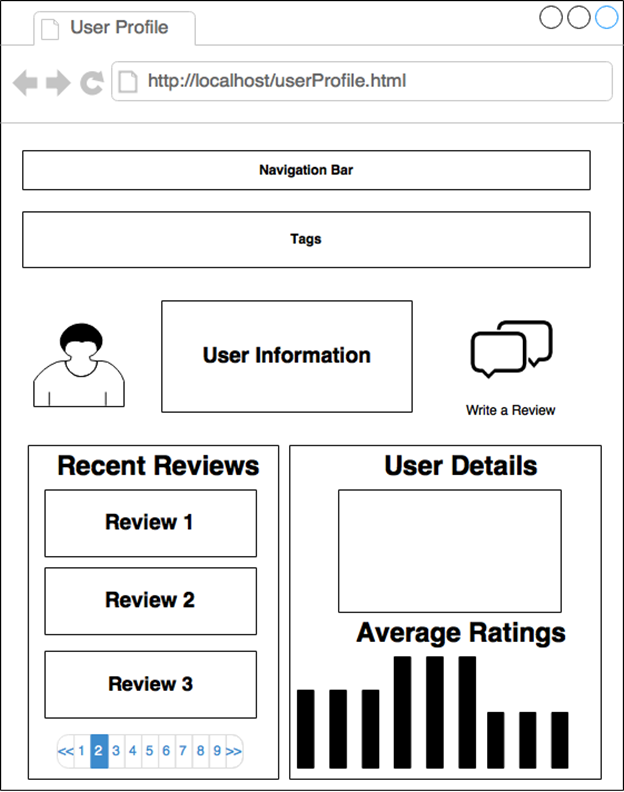 User Profile
http://localhost/userProfile.html
Navigation Bar
Tags
User Information
Write a Review
Recent Reviews
Review 1
Review 2
Review 3
<< 1 2 3 4 5 6 7 8 9 >>
User Details
Average Ratings